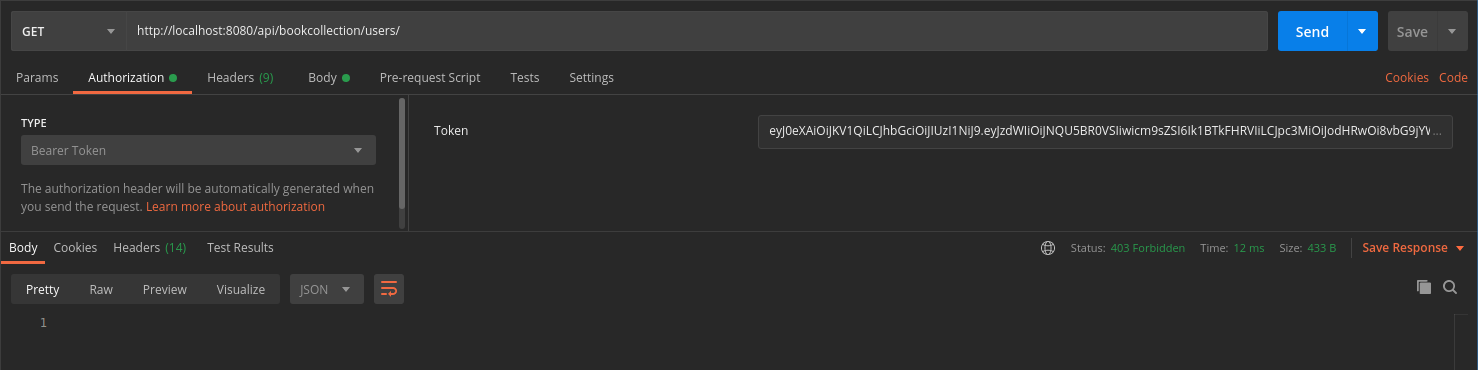 GET http://localhost:8080/api/bookcollection/users/ Send Save
Params Authorization Headers (9) Body Pre-request Script Tests Settings Cookies Code
TYPE
Bearer Token
The authorization header will be automatically generated when
you send the request. Learn more about authorization
Token eyJ0eXAiOiJKV1QiLCJhbGciOiJIUzI1NiJ9.eyJzdWIiOiJNQU5BR0VSIiwicm9sZSI6Ik1BTkFHRVIiLCJpc3MiOiJodHRwOi8vbG9jYW...
Body Cookies Headers (14) Test Results Status: 403 Forbidden Time: 12 ms Size: 433 B Save Response
Pretty Raw Preview Visualize JSON
1